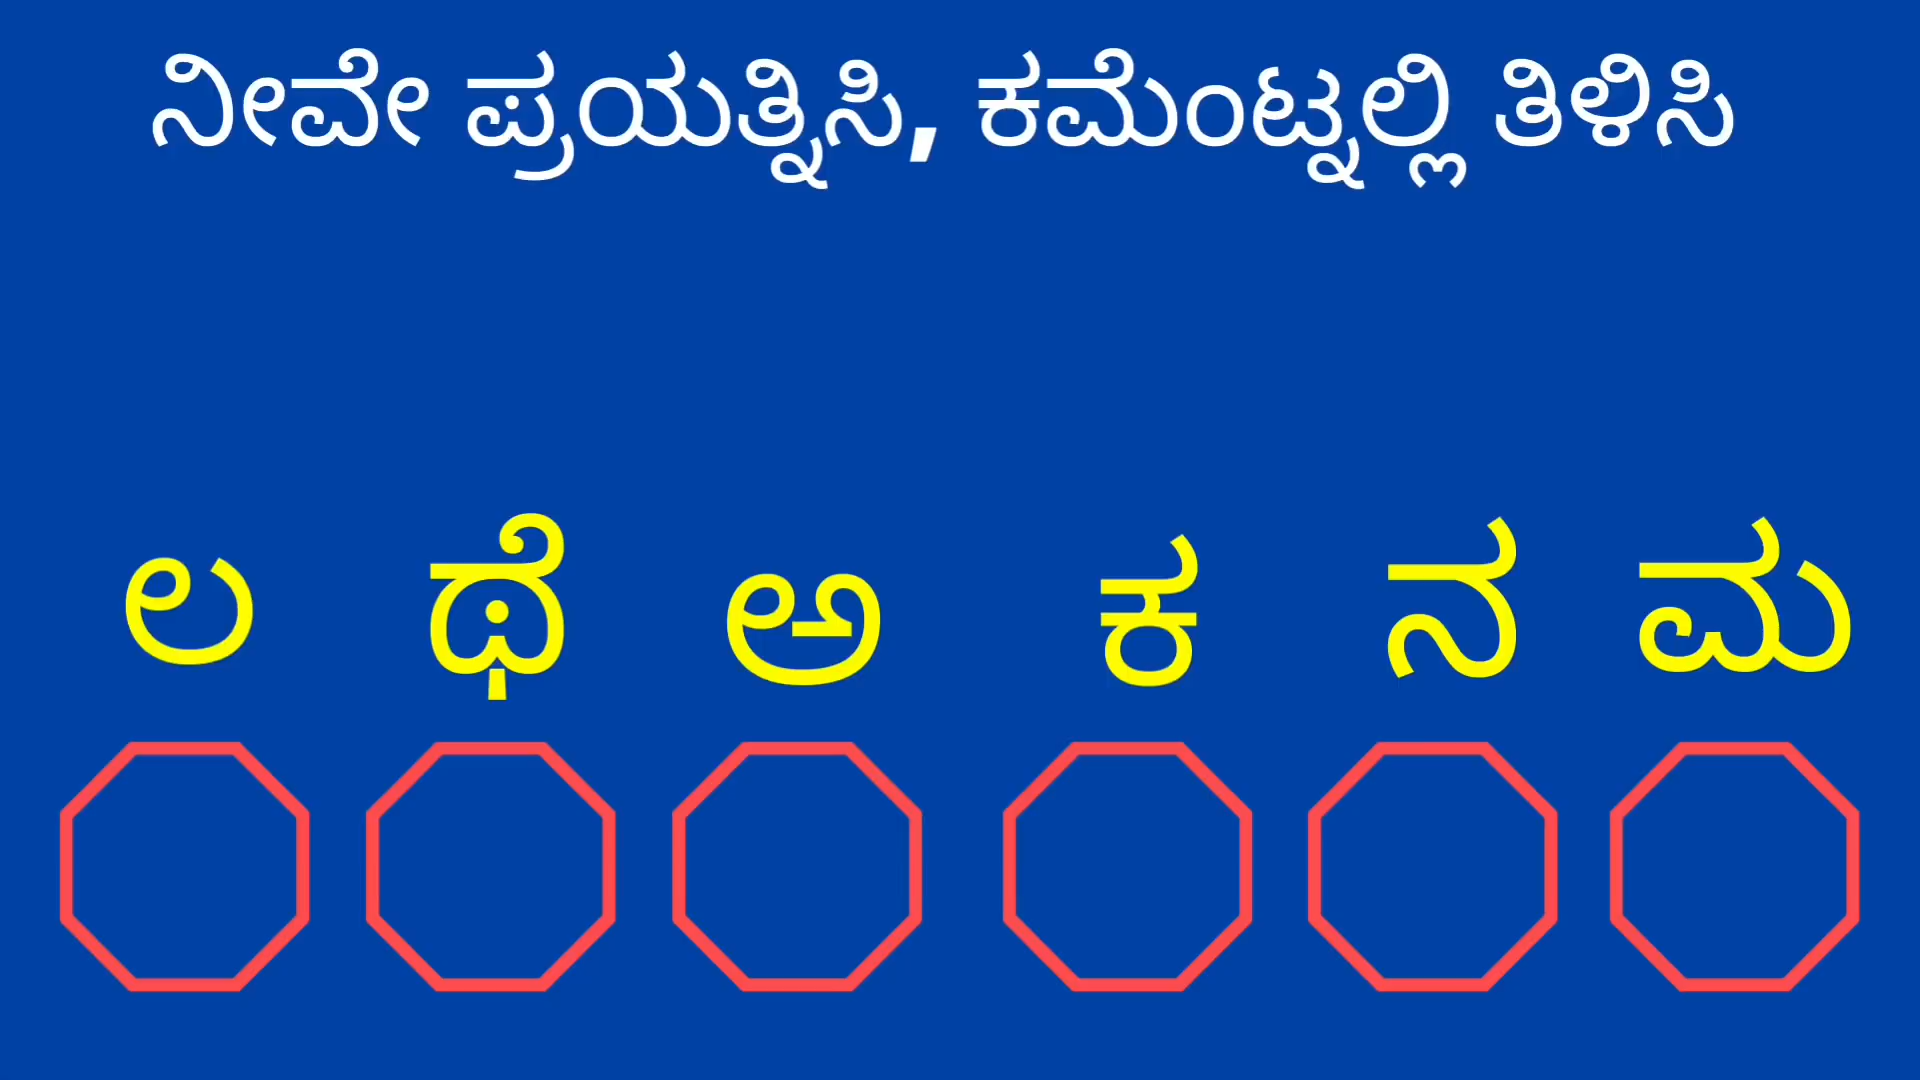 ನೀವೇ ಪ್ರಯತ್ನಿಸಿ, ಕಮೆಂಟ್ನಲ್ಲಿ ತಿಳಿಸಿ
ಲ ಥೆ ಅ ಕ ನ ಮ